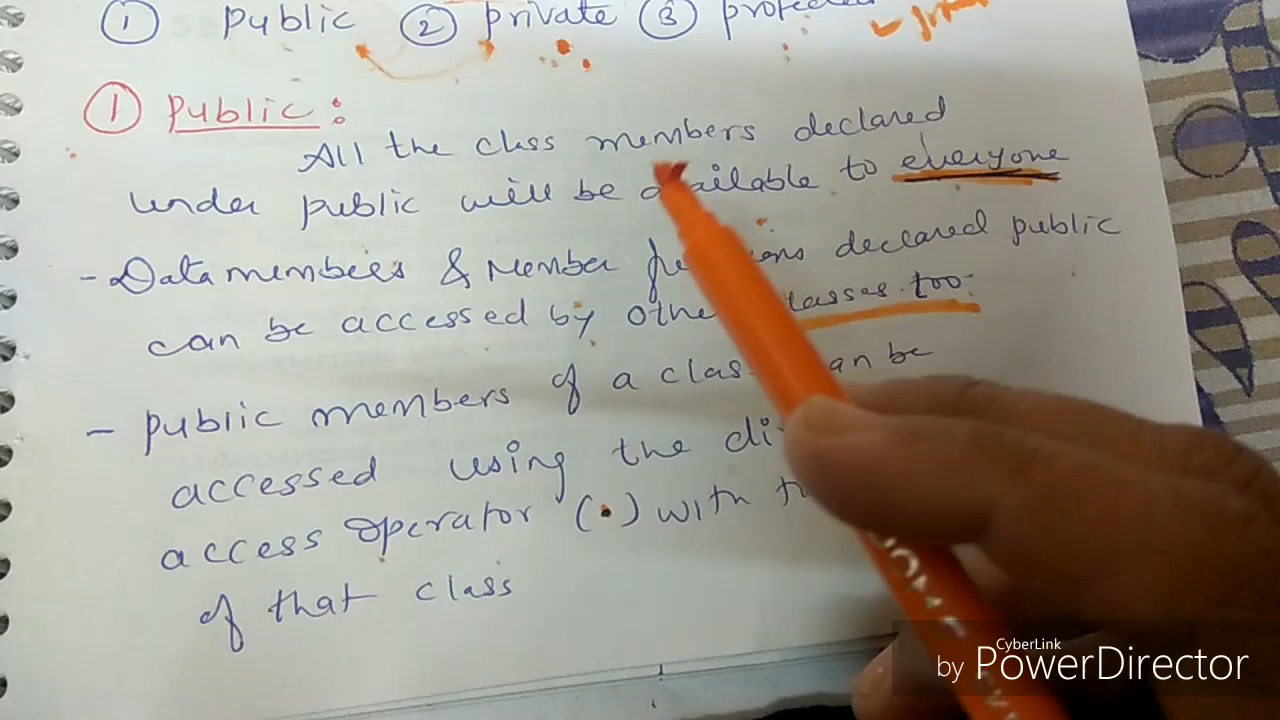 ① public ② private ③ protected
① Public :
All the class members declared
under public will be available to everyone
- Data members & Member declared public
can be accessed by other classes too.
- public members of a class can be
accessed using the
access operator (.) with
of that class
CyberLink
by PowerDirector